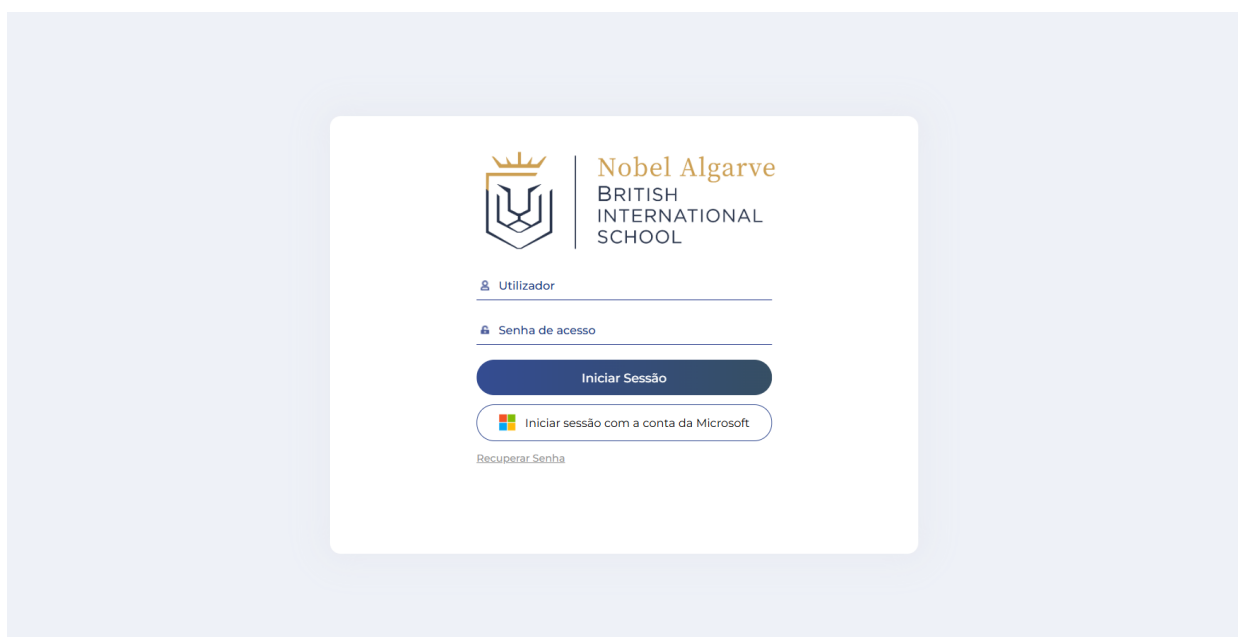 Nobel Algarve
BRITISH
INTERNATIONAL
SCHOOL
Utilizador
Senha de acesso
Iniciar Sessão
Iniciar sessão com a conta da Microsoft
Recuperar Senha